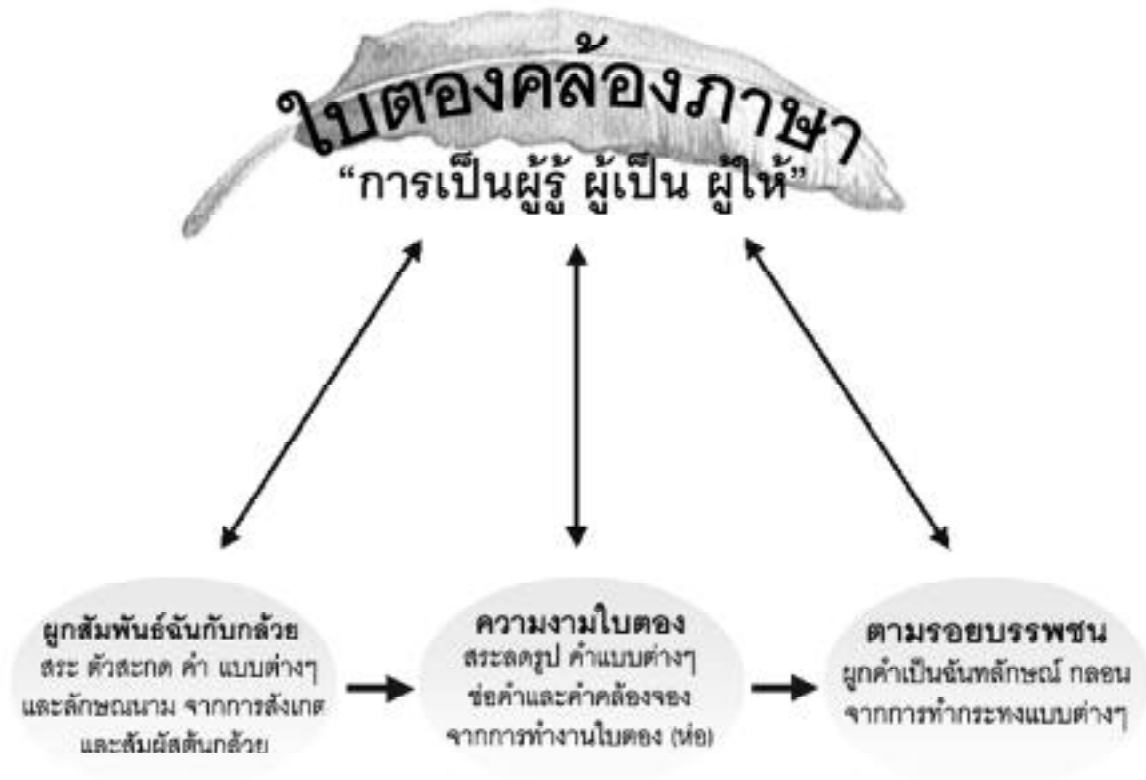 ใบตองคล้องภาษา
“การเป็นผู้รู้ ผู้เป็น ผู้ให้”
ผูกสัมพันธ์ฉันกับกล้วย
สระ ตัวสะกด คำ แบบต่างๆ
และลักษณนาม จากการสังเกต
และสัมผัสต้นกล้วย
ความงามใบตอง
สระลดรูป คำแบบต่างๆ
ช่อคำและคำคล้องจอง
จากการทำงานใบตอง (ห่อ)
ตามรอยบรรพชน
ผูกคำเป็นฉันทลักษณ์ กลอน
จากการทำกระทงแบบต่างๆ